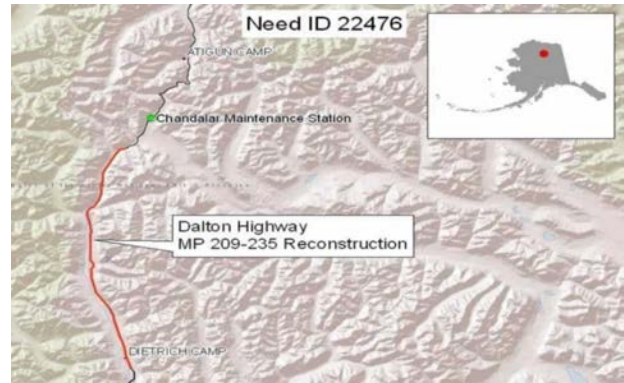 Need ID 22476
ATIGUN CAMP
Chandalar Maintenance Station
Dalton Highway
MP 209-235 Reconstruction
DIETRICH CAMP